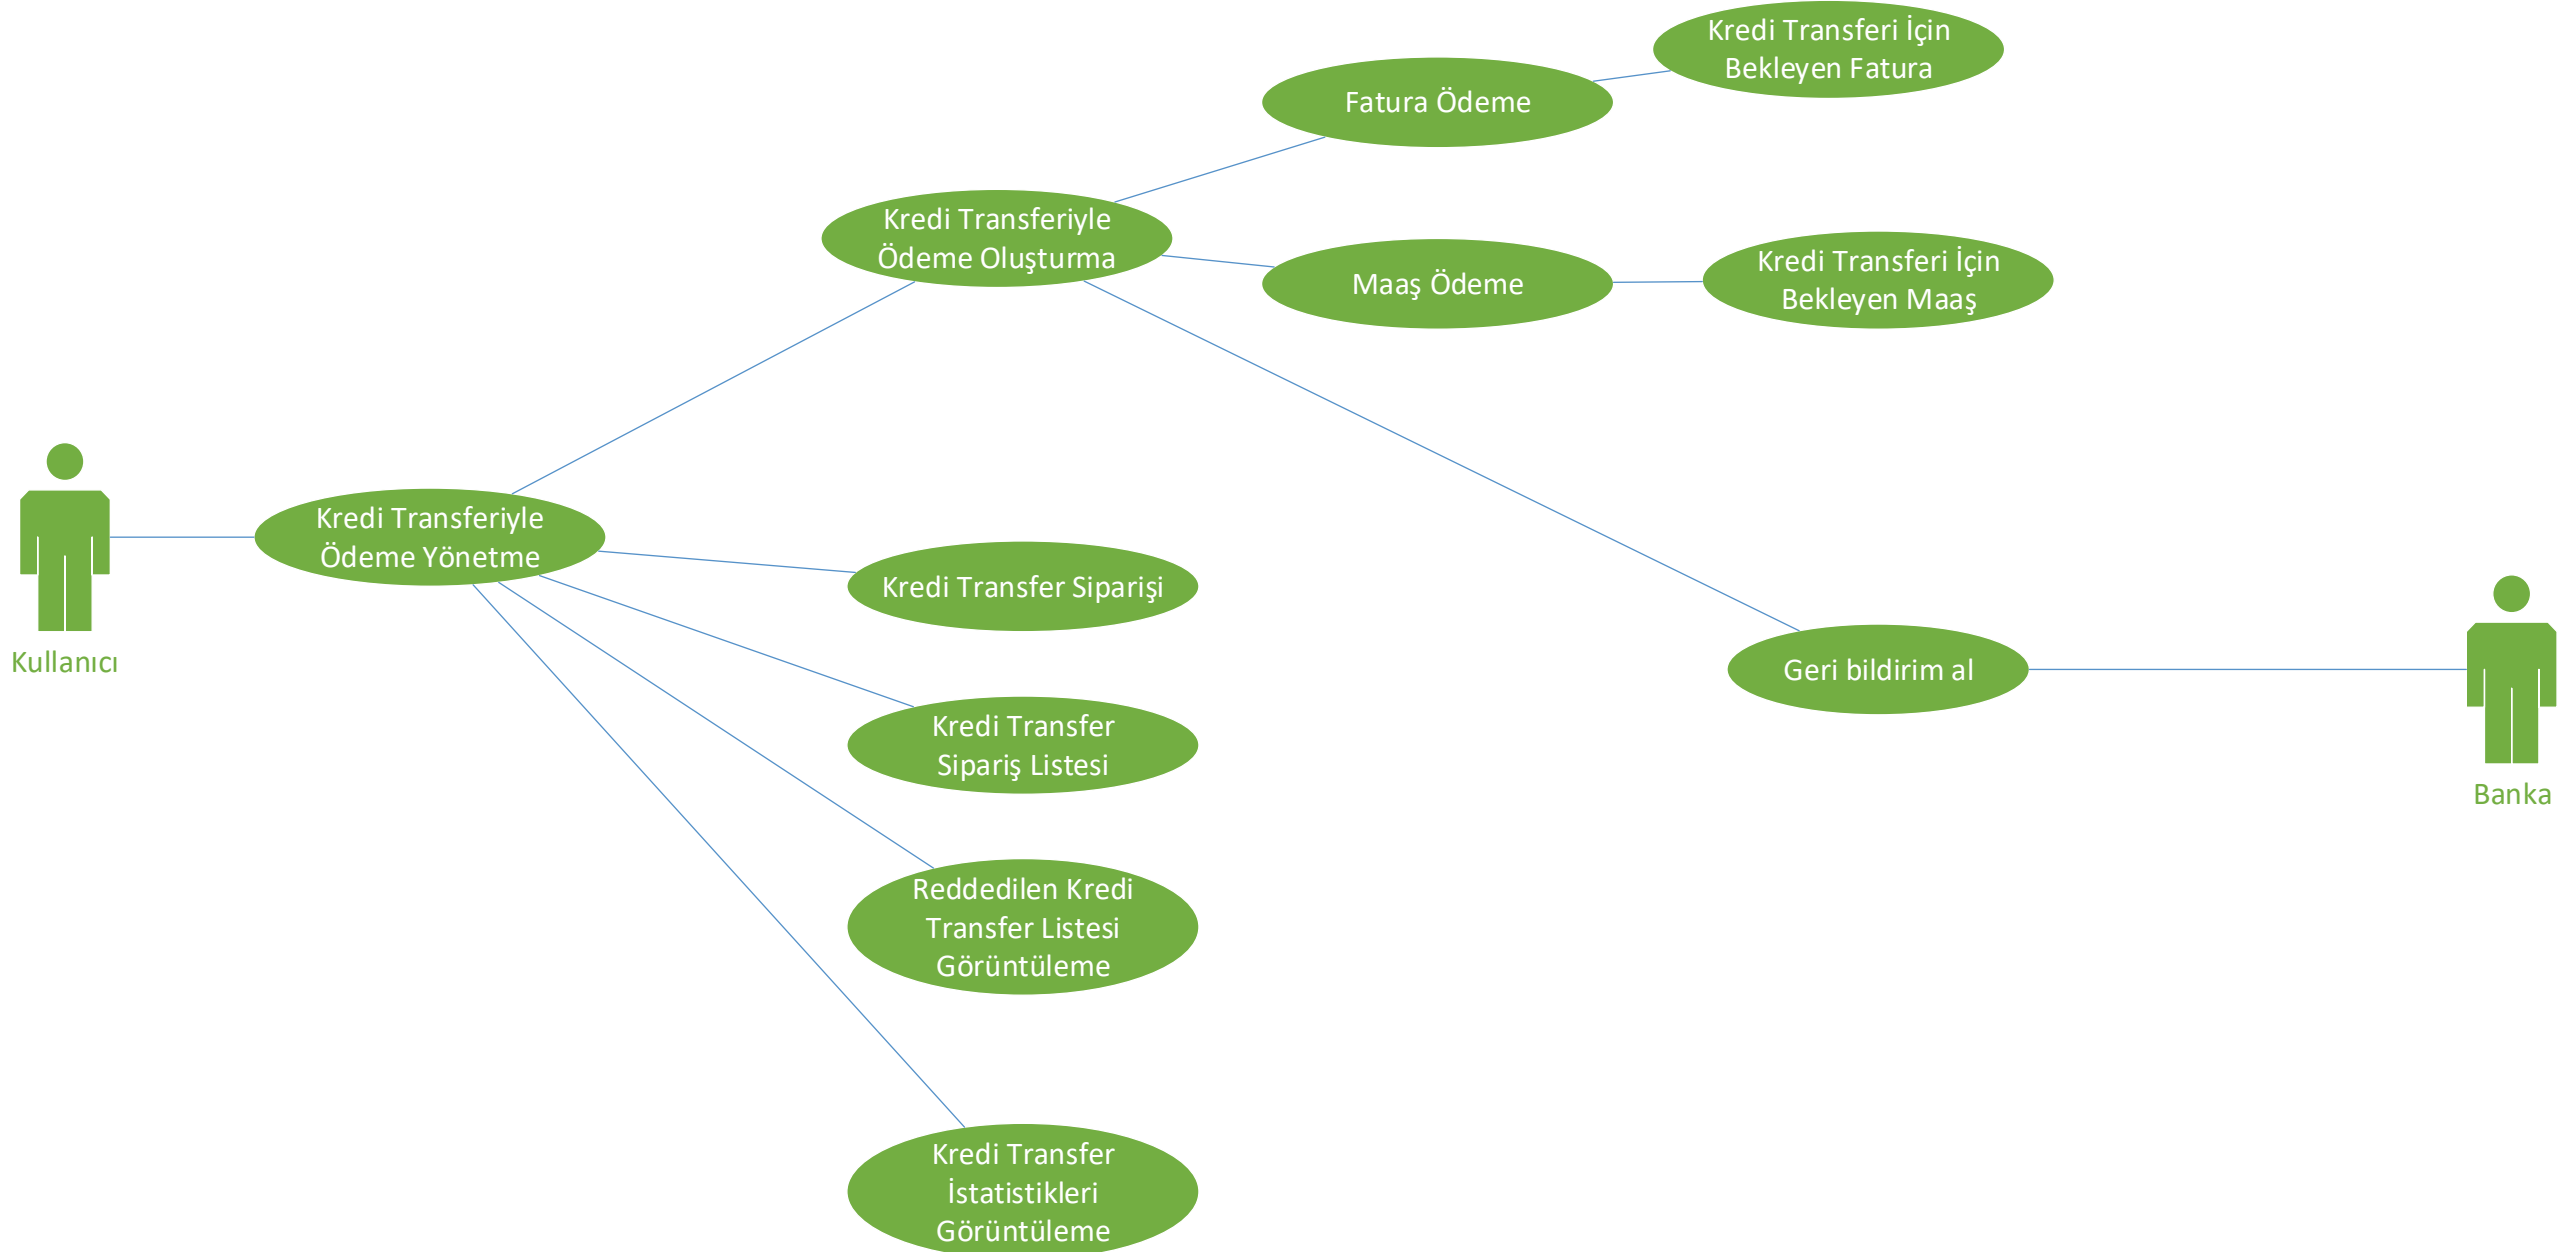 Kredi Transferi İçin
Bekleyen Fatura
Fatura Ödeme
Kredi Transferiyle
Ödeme Oluşturma
Maaş Ödeme
Kredi Transferi İçin
Bekleyen Maaş
Kredi Transferiyle
Ödeme Yönetme
Kullanıcı
Kredi Transfer Siparişi
Geri bildirim al
Banka
Kredi Transfer
Sipariş Listesi
Reddedilen Kredi
Transfer Listesi
Görüntüleme
Kredi Transfer
İstatistikleri
Görüntüleme